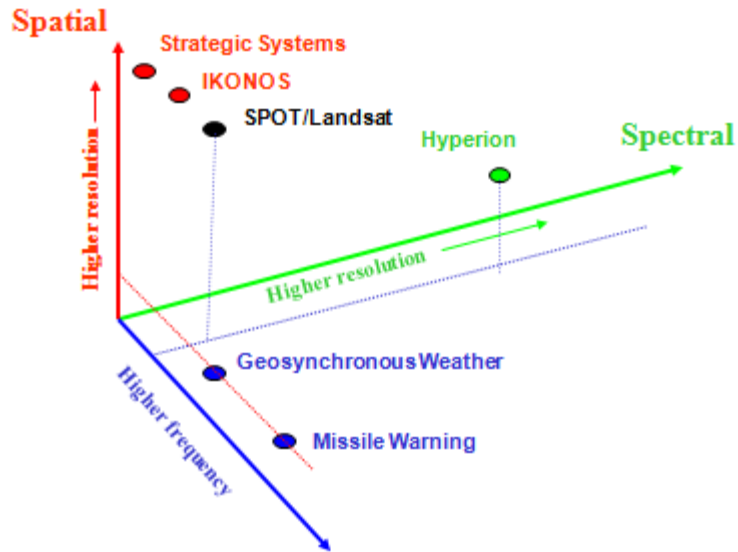 Spatial
Strategic Systems
IKONOS
SPOT/Landsat
Hyperion
Spectral
Higher resolution
Higher resolution
Geosynchronous Weather
Higher frequency
Missile Warning